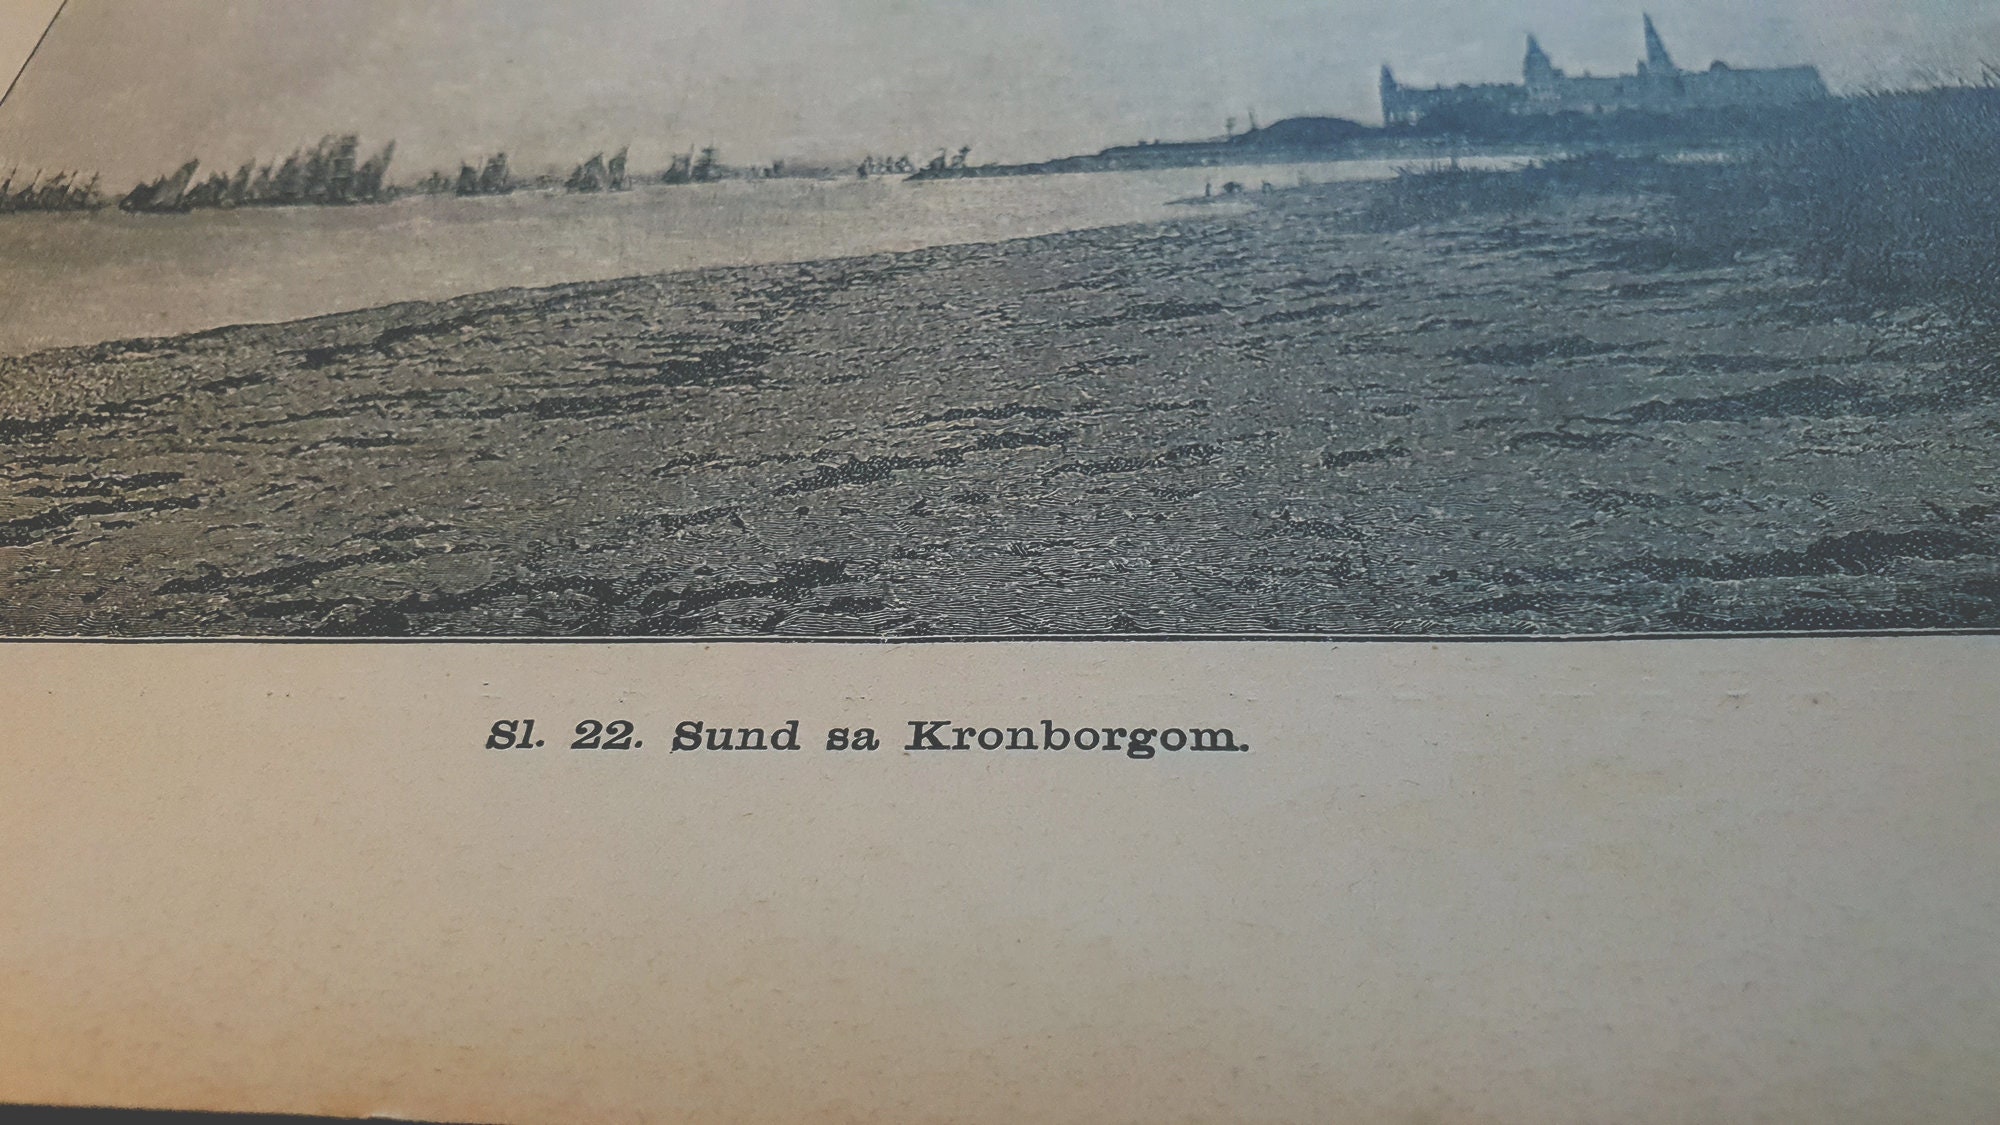 Sl. 22. Sund sa Kronborgom.